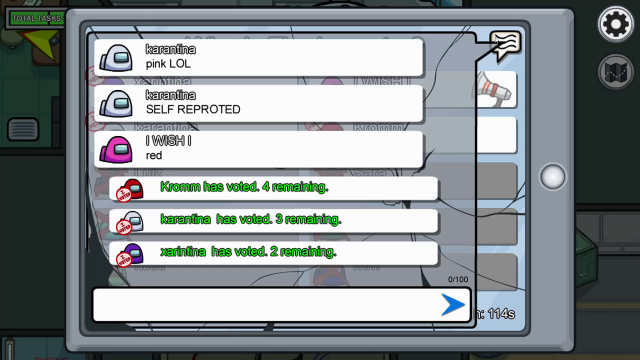 TOTAL TASKS
karantina
pink LOL
karantina
SELF REPROTED
I WISH I
red
Kromm has voted. 4 remaining.
karantina has voted. 3 remaining.
xarintina has voted. 2 remaining.
0/100
114s